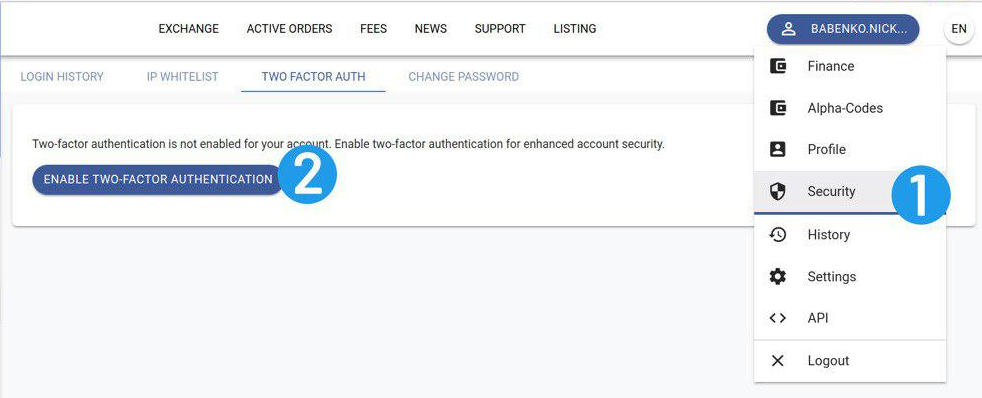 EXCHANGE ACTIVE ORDERS FEES NEWS SUPPORT LISTING BABENKO.NICK... EN
LOGIN HISTORY IP WHITELIST TWO FACTOR AUTH CHANGE PASSWORD
Two-factor authentication is not enabled for your account. Enable two-factor authentication for enhanced account security.
ENABLE TWO-FACTOR AUTHENTICATION 2
Finance
Alpha-Codes
Profile
Security 1
History
Settings
API
Logout